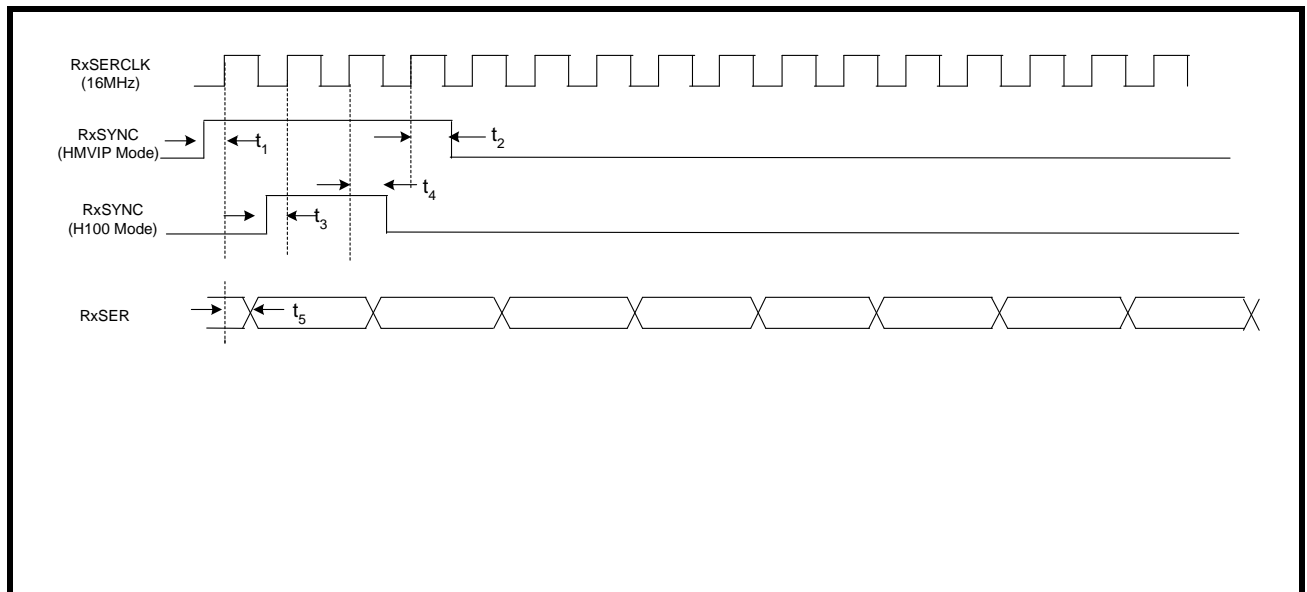 RxSERCLK
(16MHz)
RxSYNC
(HMVIP Mode)
t1
t2
t4
RxSYNC
(H100 Mode)
t3
RxSER
t5